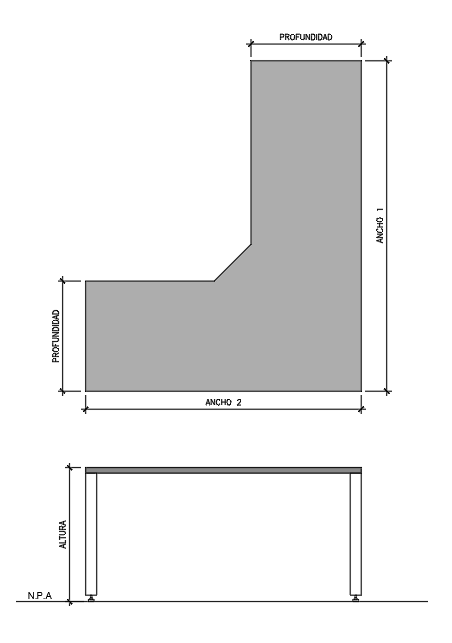 PROFUNDIDAD
ANCHO 1
PROFUNDIDAD
ANCHO 2
ALTURA
N.P.A